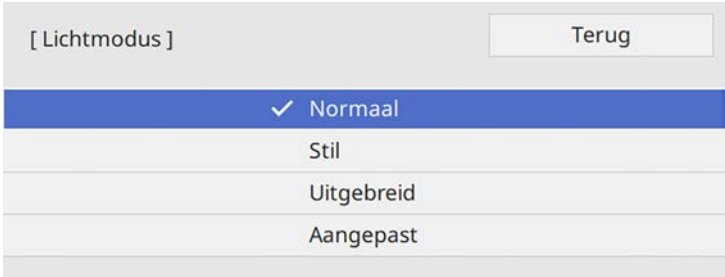 [ Lichtmodus ]
Terug
Normaal
Stil
Uitgebreid
Aangepast